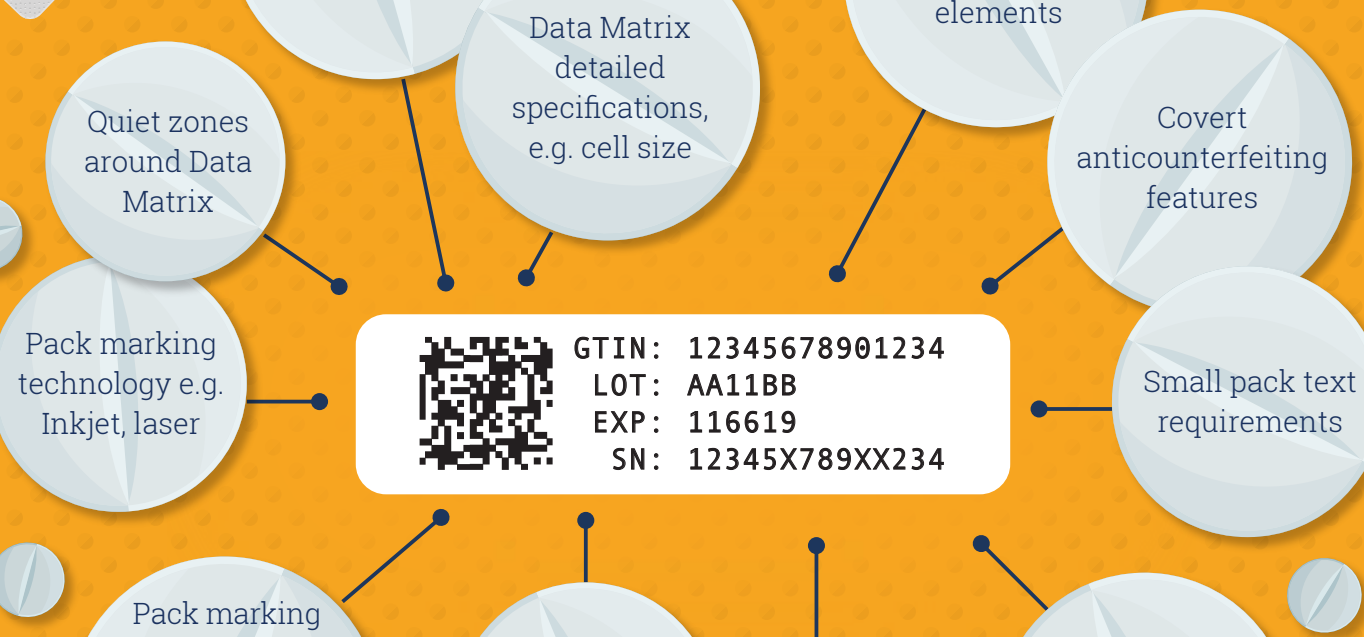 elements
Data Matrix
detailed
specifications,
e.g. cell size
Quiet zones
around Data
Matrix
Covert
anticounterfeiting
features
Pack marking
technology e.g.
Inkjet, laser
GTIN: 12345678901234
LOT: AA11BB
EXP: 116619
SN: 12345X789XX234
Small pack text
requirements
Pack marking